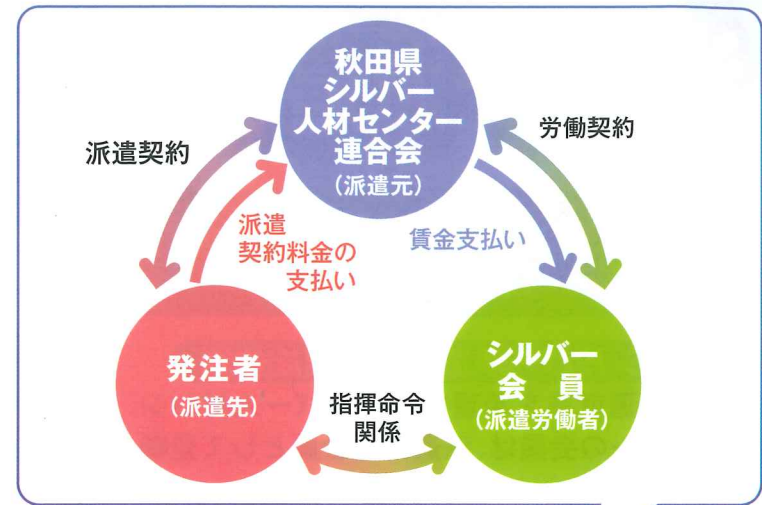 秋田県
シルバー
人材センター
連合会
(派遣元)
派遣契約
労働契約
派遣
契約料金の
支払い
賃金支払い
発注者
(派遣先)
シルバー
会 員
(派遣労働者)
指揮命令
関係